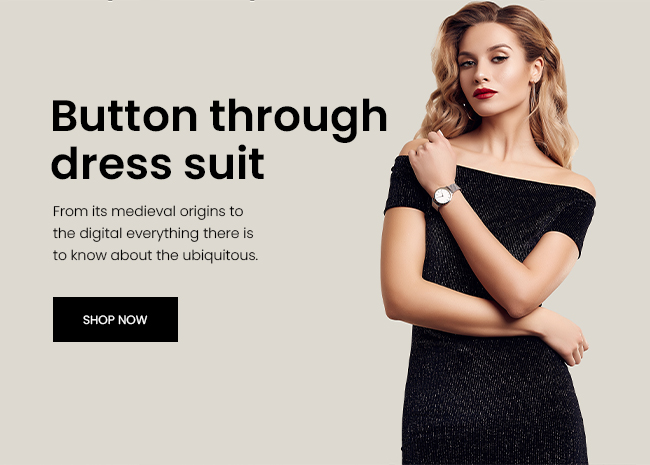 Button through
dress suit
From its medieval origins to
the digital everything there is
to know about the ubiquitous.
SHOP NOW